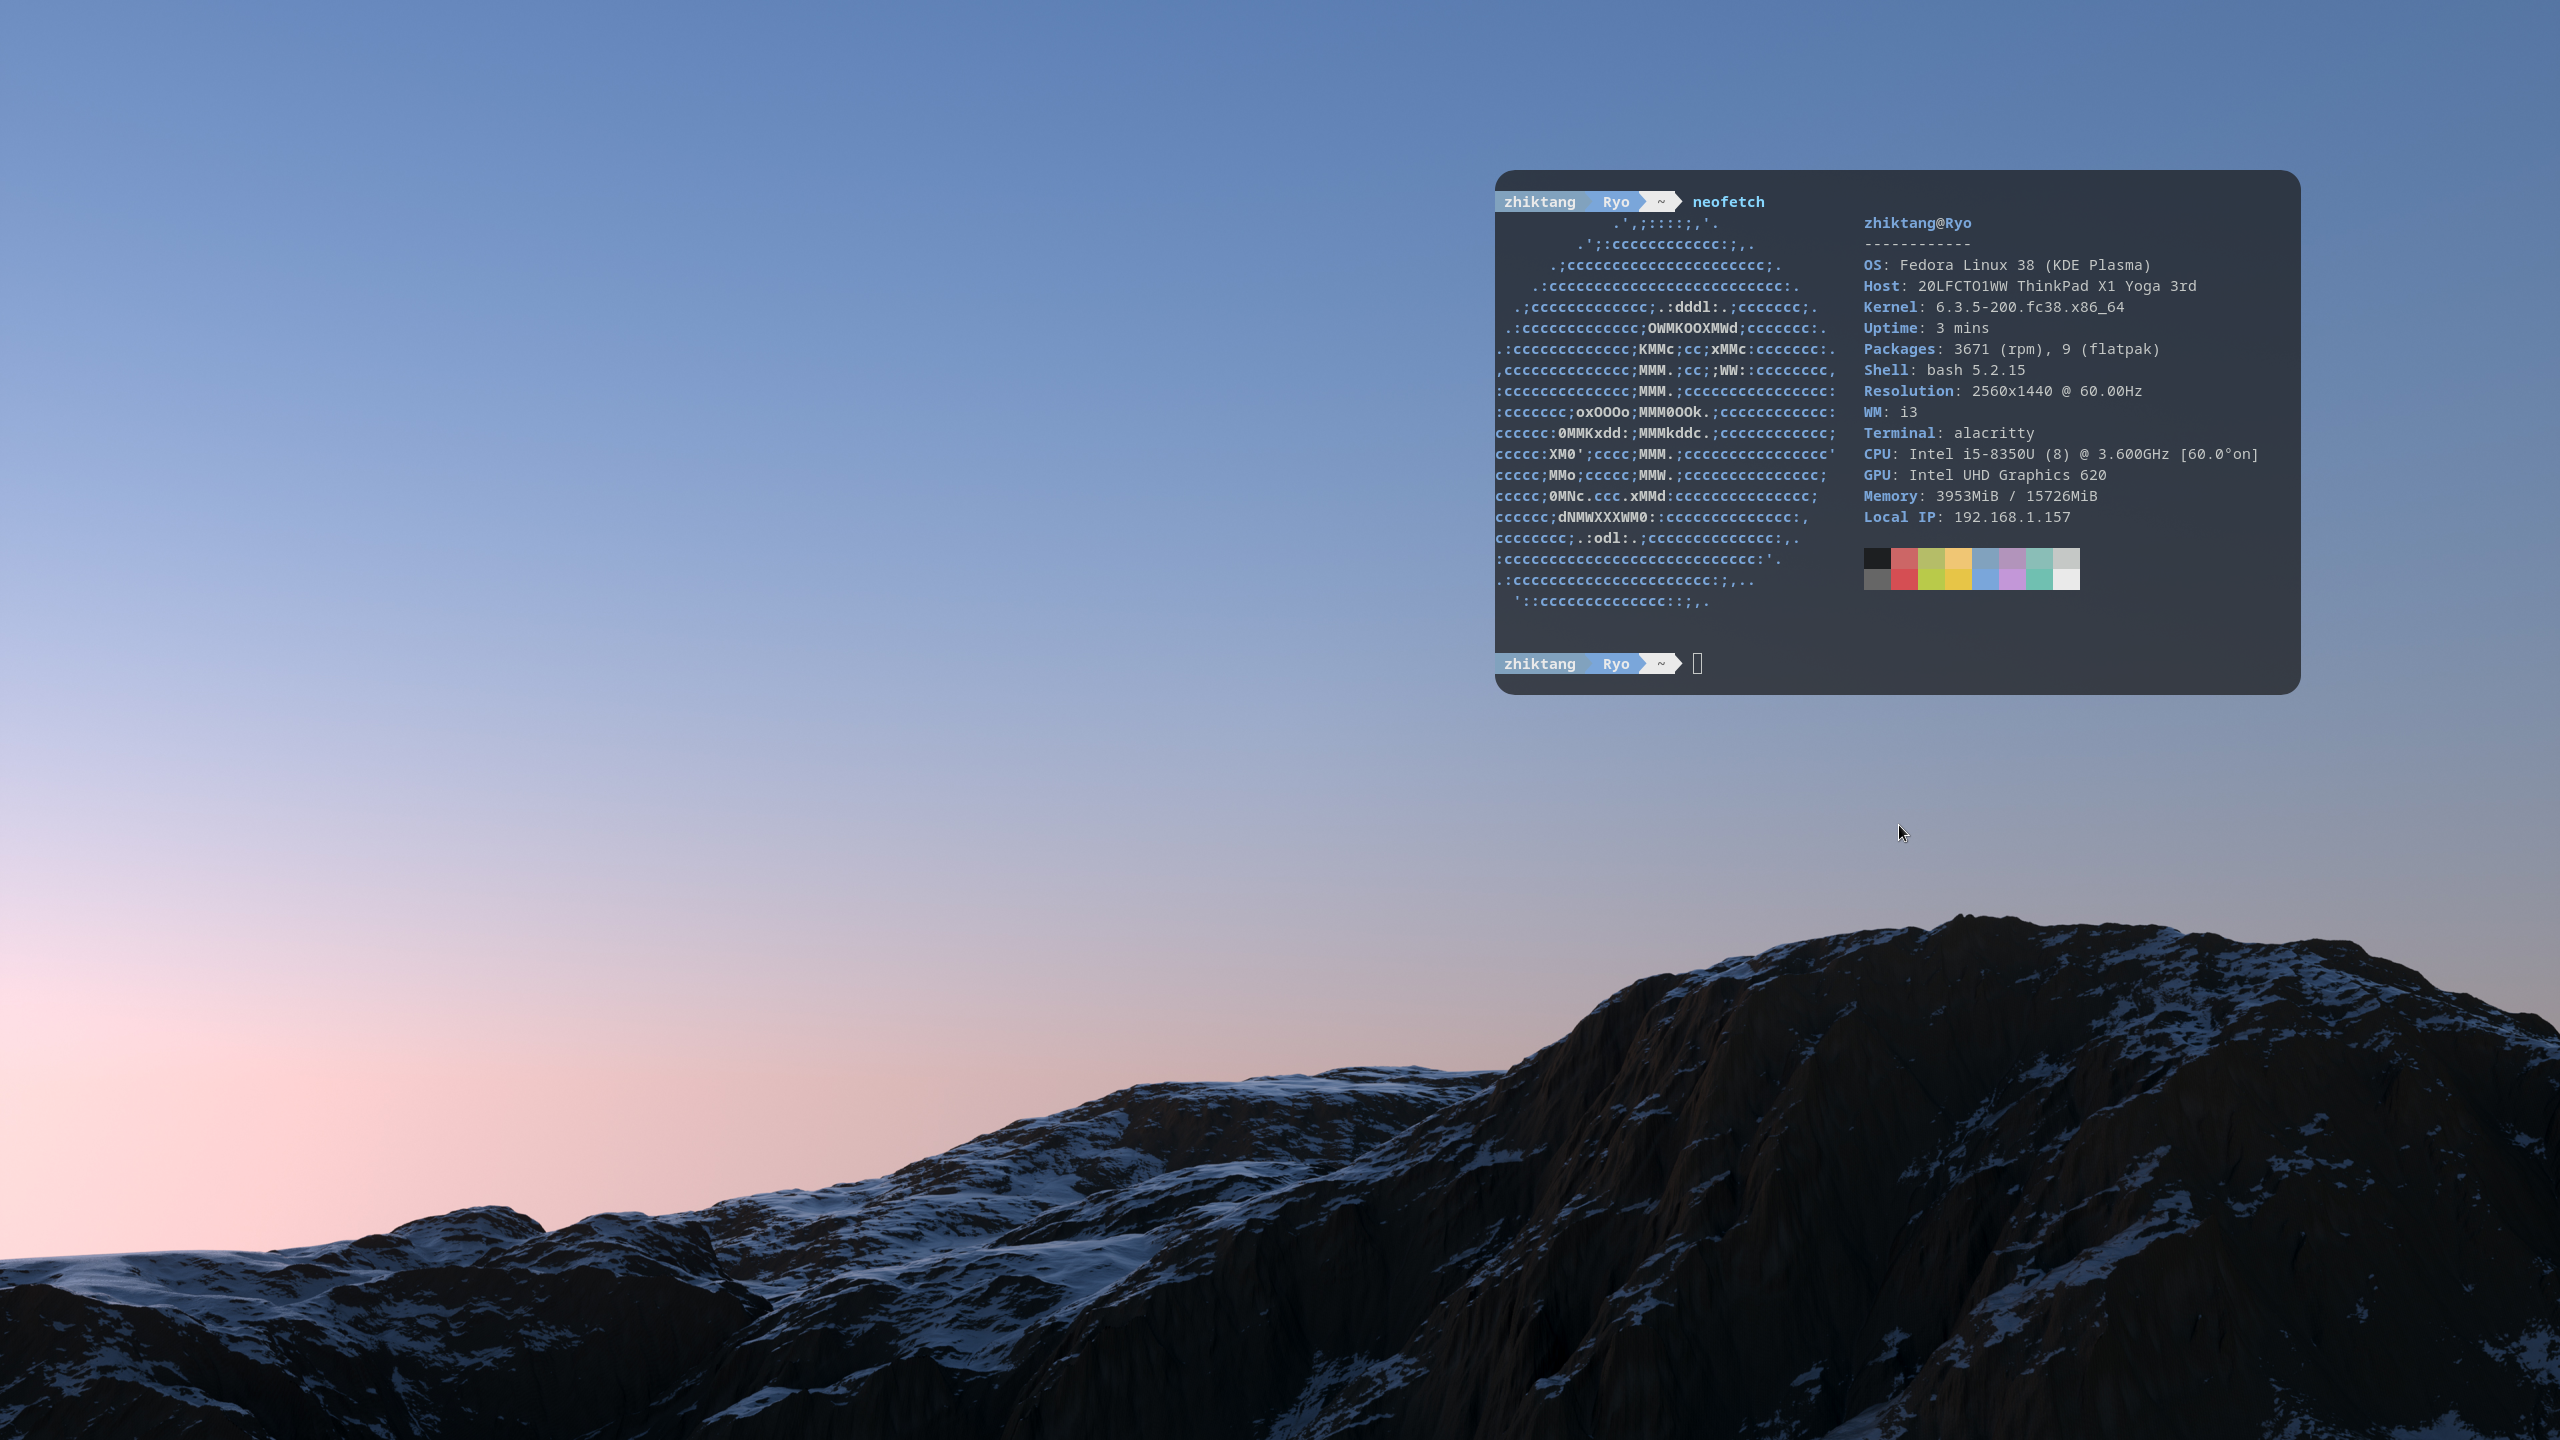 zhiktang Ryo ~ neofetch
.',;::::;,'. zhiktang@Ryo
.';:cccccccccccc:;,. ------------
.;cccccccccccccccccccccc;. OS: Fedora Linux 38 (KDE Plasma)
.:cccccccccccccccccccccccccc:. Host: 20LFCTO1WW ThinkPad X1 Yoga 3rd
.;ccccccccccccc;.:dddl:.;ccccccc;. Kernel: 6.3.5-200.fc38.x86_64
.:ccccccccccccc;OWMKOOXMWd;ccccccc:. Uptime: 3 mins
.:ccccccccccccc;KMMc;cc;xMMc:ccccccc:. Packages: 3671 (rpm), 9 (flatpak)
,cccccccccccccc;MMM.;cc;;WW::cccccccc, Shell: bash 5.2.15
:cccccccccccccc;MMM.;cccccccccccccccc: Resolution: 2560x1440 @ 60.00Hz
:ccccccc;oxOOOo;MMM0OOk.;cccccccccccc: WM: i3
cccccc:0MMKxdd:;MMMkddc.;cccccccccccc; Terminal: alacritty
ccccc:XM0';cccc;MMM.;cccccccccccccccc' CPU: Intel i5-8350U (8) @ 3.600GHz [60.0°on]
ccccc;MMo;ccccc;MMW.;ccccccccccccccc; GPU: Intel UHD Graphics 620
ccccc;0MNc.ccc.xMMd:ccccccccccccccc; Memory: 3953MiB / 15726MiB
cccccc;dNMWXXXWM0::cccccccccccccc:, Local IP: 192.168.1.157
cccccccc;.:odl:.;cccccccccccccc:,.
:cccccccccccccccccccccccccccc:'.
.:cccccccccccccccccccccc:;,..
'::cccccccccccccc::;,.
zhiktang Ryo ~